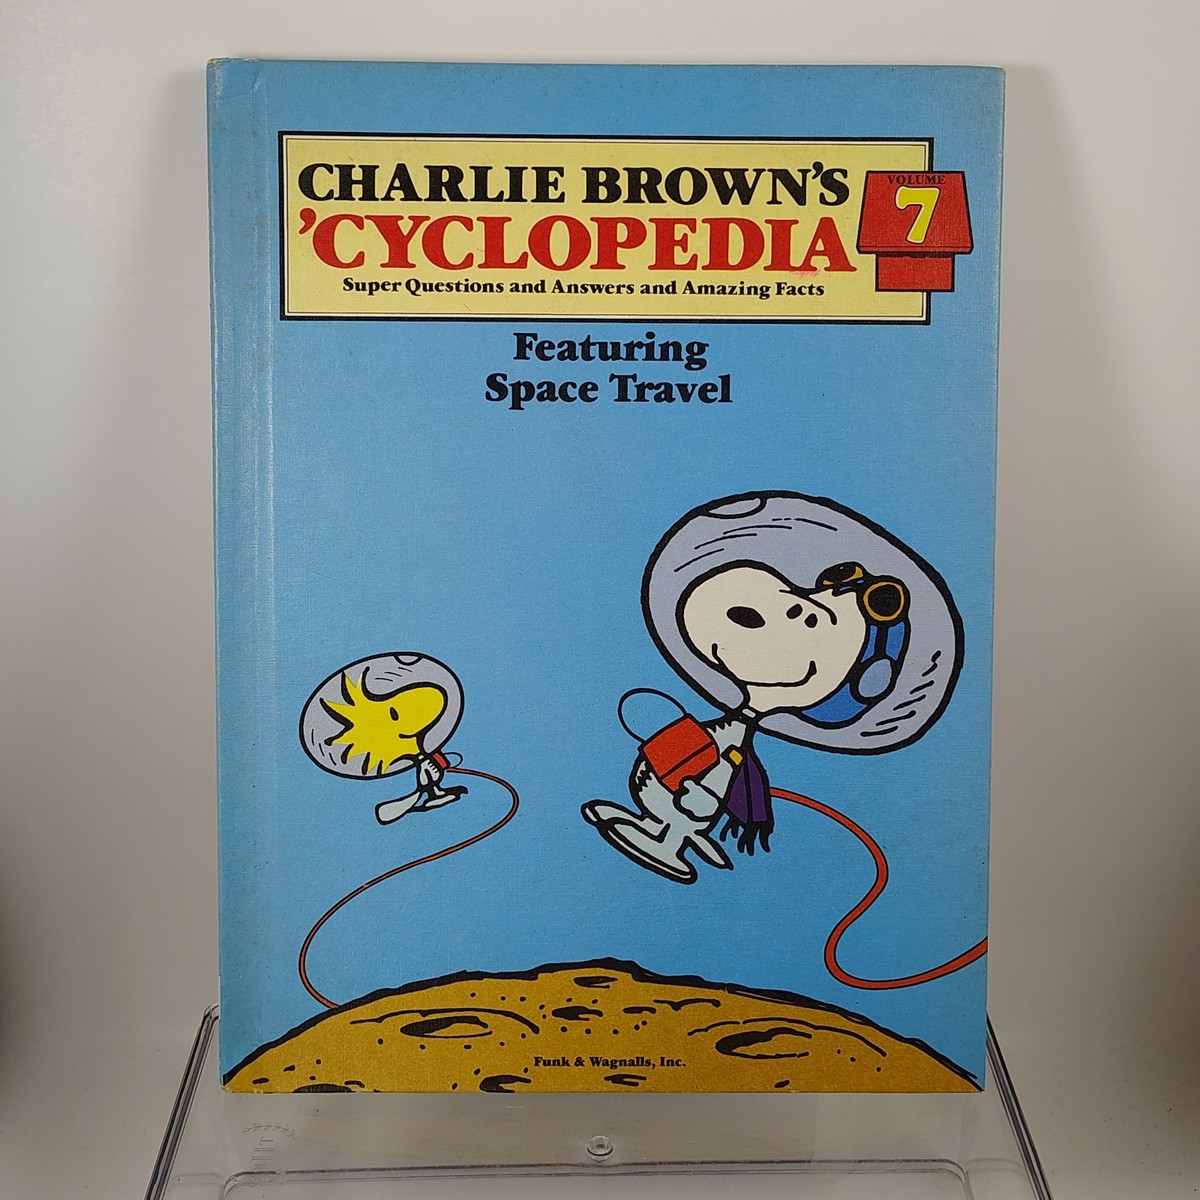 CHARLIE BROWN'S
'CYCLOPEDIA
Super Questions and Answers and Amazing Facts
VOLUME
7
Featuring
Space Travel
Funk & Wagnalls, Inc.